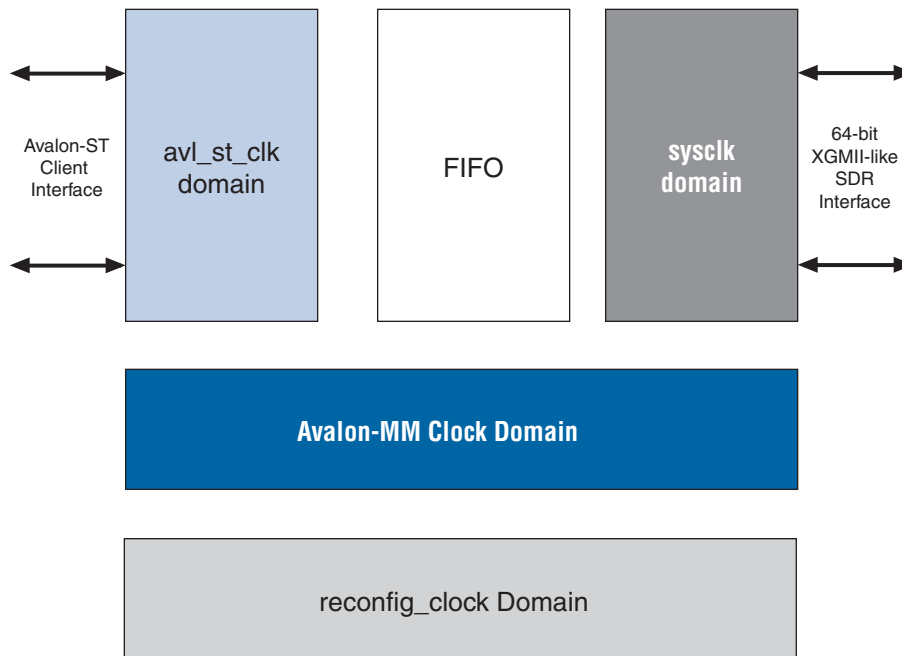 Avalon-ST
Client
Interface
avl_st_clk
domain
FIFO
sysclk
domain
64-bit
XGMII-like
SDR
Interface
Avalon-MM Clock Domain
reconfig_clock Domain